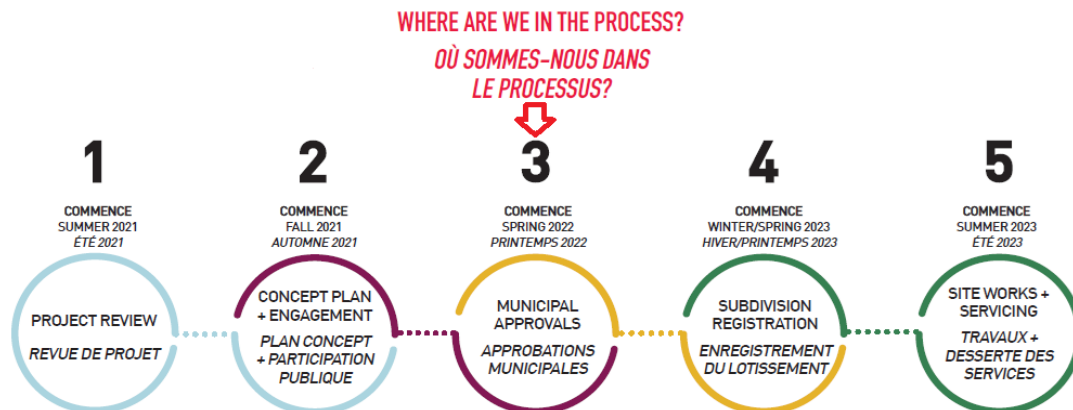 WHERE ARE WE IN THE PROCESS?
OÙ SOMMES-NOUS DANS
LE PROCESSUS?
1
COMMENCE
SUMMER 2021
ÉTÉ 2021
PROJECT REVIEW
REVUE DE PROJET
2
COMMENCE
FALL 2021
AUTOMNE 2021
CONCEPT PLAN
+ ENGAGEMENT
PLAN CONCEPT
+ PARTICIPATION
PUBLIQUE
3
COMMENCE
SPRING 2022
PRINTEMPS 2022
MUNICIPAL
APPROVALS
APPROBATIONS
MUNICIPALES
4
COMMENCE
WINTER/SPRING 2023
HIVER/PRINTEMPS 2023
SUBDIVISION
REGISTRATION
ENREGISTREMENT
DU LOTISSEMENT
5
COMMENCE
SUMMER 2023
ÉTÉ 2023
SITE WORKS +
SERVICING
TRAVAUX +
DESSERTE DES
SERVICES